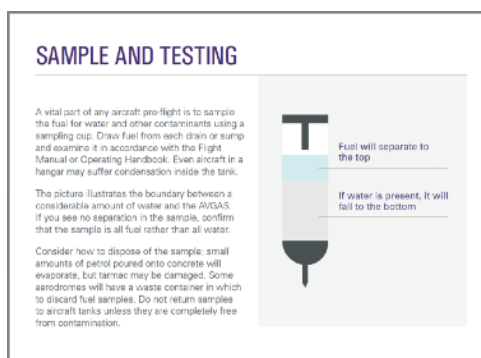 SAMPLE AND TESTING
A vital part of any aircraft pre-flight is to sample
the fuel for water and other contaminants using a
sampling cup. Draw fuel from each drain or sump
and examine it in accordance with the Flight
Manual or Operating Handbook. Even aircraft in a
hangar may suffer condensation inside the tank.
The picture illustrates the boundary between a
considerable amount of water and the AVGAS.
If you see no separation in the sample, confirm
that the sample is all fuel rather than all water.
Consider how to dispose of the sample; small
amounts of petrol poured onto concrete will
evaporate, but tarmac may be damaged. Some
aerodromes will have a waste container in which
to discard fuel samples. Do not return samples
to aircraft tanks unless they are completely free
from contamination.
Fuel will separate to
the top
If water is present, it will
fall to the bottom